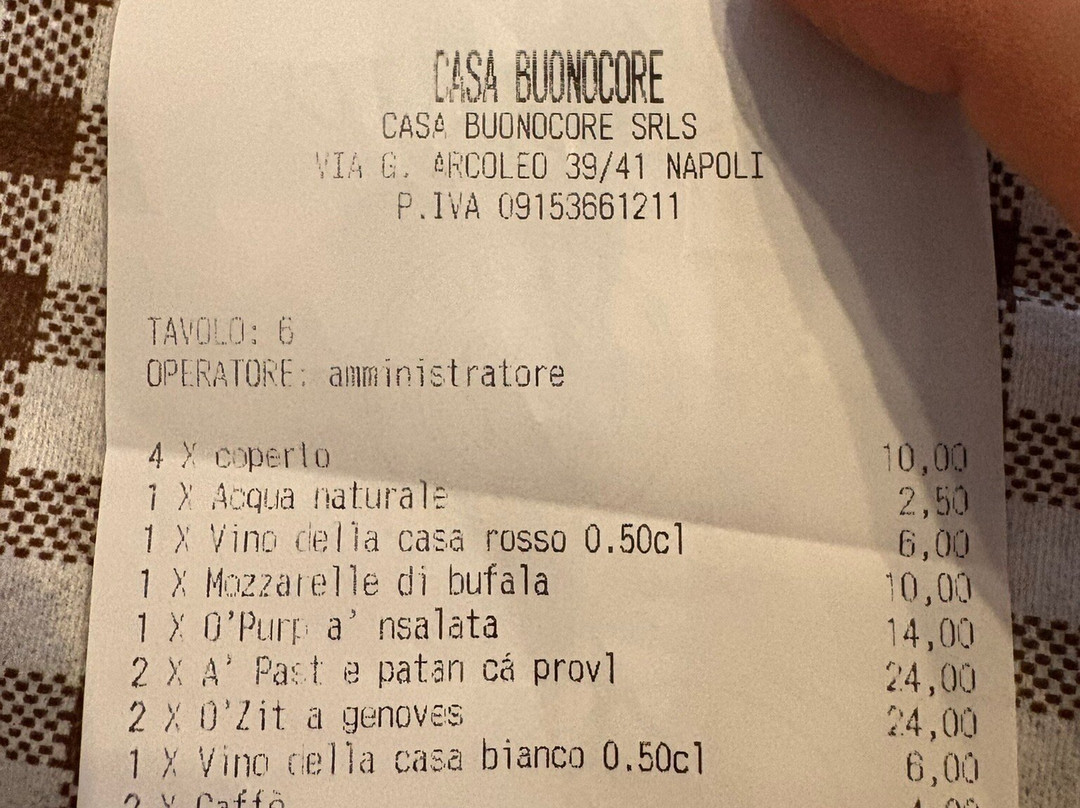 CASA BUONOCORE
CASA BUONOCORE SRLS
VIA G. ARCOLEO 39/41 NAPOLI
P.IVA 09153661211
TAVOLO: 6
OPERATORE: amministratore
4 X coperto 10,00
1 X Acqua naturale 2,50
1 X Vino della casa rosso 0.50cl 6,00
1 X Mozzarelle di bufala 10,00
1 X O'Purp a' nsalata 14,00
2 X A' Past e patan cá provl 24,00
2 X O'Zit a genoves 24,00
1 X Vino della casa bianco 0.50cl 6,00
2 X Caffè